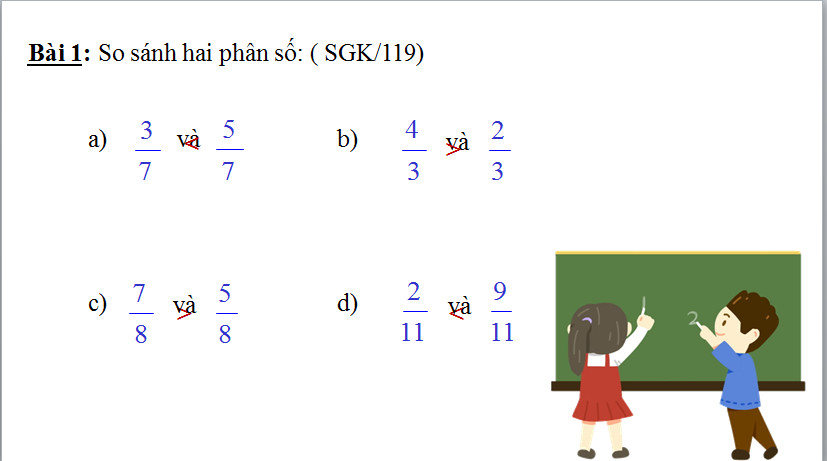 Bài 1: So sánh hai phân số: ( SGK/119)
a) 3/7 và < 5/7 b) 4/3 và > 2/3
c) 7/8 và > 5/8 d) 2/11 và < 9/11
2